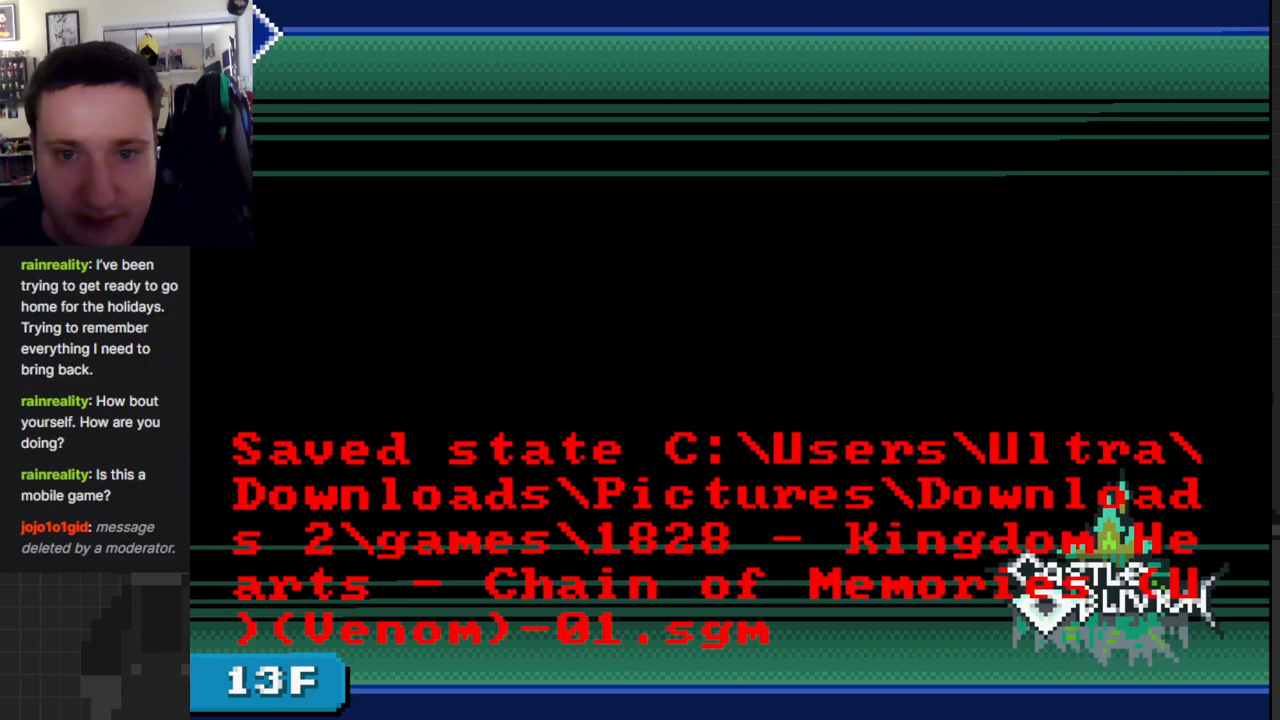 rainreality: I've been
trying to get ready to go
home for the holidays.
Trying to remember
everything I need to
bring back.
rainreality: How bout
yourself. How are you
doing?
rainreality: Is this a
mobile game?
jojo1o1gid: message
deleted by a moderator.
Saved state C:\Users\Ultra\
Downloads\Pictures\Download
s 2\games\1828 - Kingdom He
arts - Chain of Memories (U
)(Venom)-01.sgm
CASTLE
OBLIVION
13F